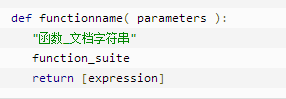 def functionname( parameters ):
   "函数_文档字符串"
   function_suite
   return [expression]